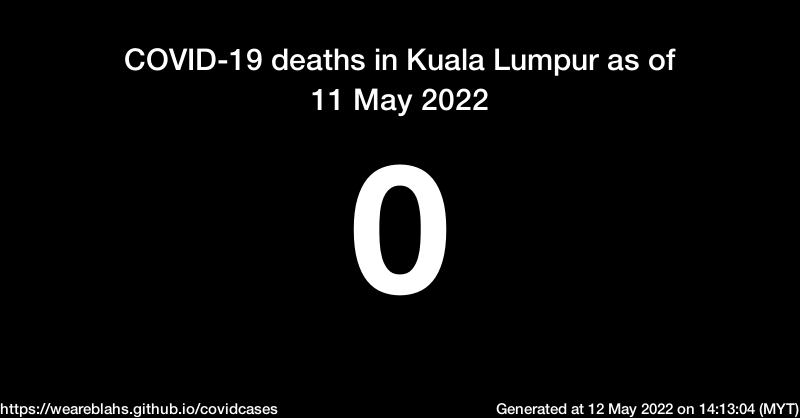 COVID-19 deaths in Kuala Lumpur as of
11 May 2022
0
https://weareblahs.github.io/covidcases
Generated at 12 May 2022 on 14:13:04 (MYT)